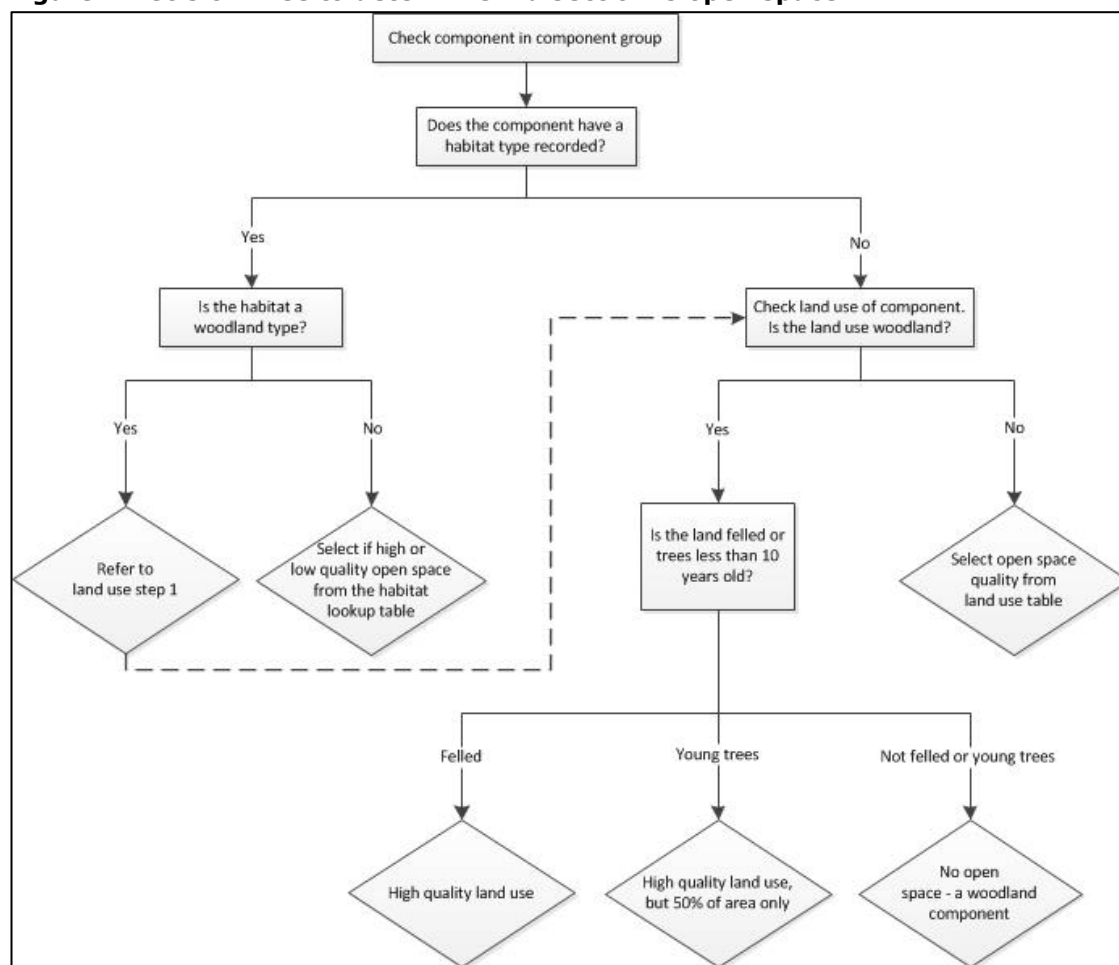 Check component in component group
Does the component have a
habitat type recorded?
Yes
No
Is the habitat a
woodland type?
Check land use of component.
Is the land use woodland?
Yes
No
Yes
No
Refer to
land use step 1
Select if high or
low quality open space
from the habitat
lookup table
Is the land felled or
trees less than 10
years old?
Select open space
quality from
land use table
Felled
Young trees
Not felled or young trees
High quality land use
High quality land use,
but 50% of area only
No open
space - a woodland
component